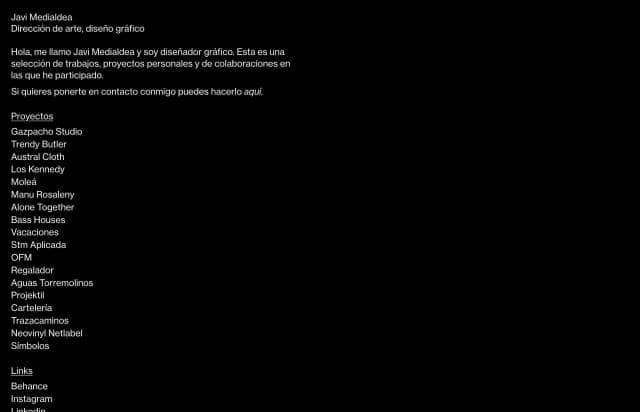 Javi Medialdea
Dirección de arte, diseño gráfico
Hola, me llamo Javi Medialdea y soy diseñador gráfico. Esta es una
selección de trabajos, proyectos personales y de colaboraciones en
las que he participado.
Si quieres ponerte en contacto conmigo puedes hacerlo aquí.
Proyectos
Gazpacho Studio
Trendy Butler
Austral Cloth
Los Kennedy
Moleá
Manu Rosaleny
Alone Together
Bass Houses
Vacaciones
Stm Aplicada
OFM
Regalador
Aguas Torremolinos
Projektil
Cartelería
Trazacaminos
Neovinyl Netlabel
Símbolos
Links
Behance
Instagram
Linkedin